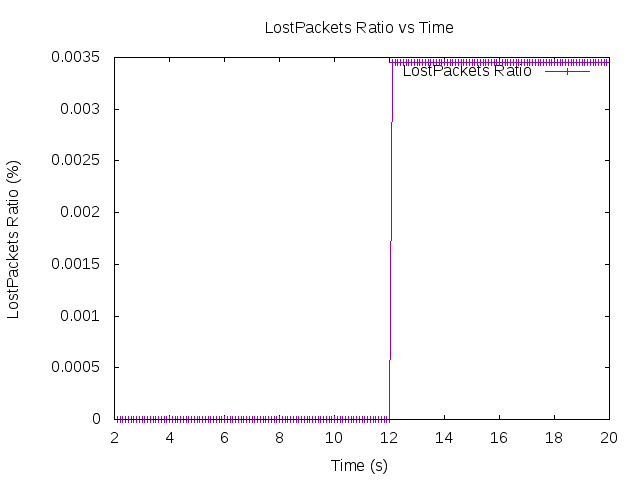 LostPackets Ratio vs Time
0.0035
LostPackets Ratio
0.003
0.0025
0.002
0.0015
0.001
0.0005
0
LostPackets Ratio (%)
2 4 6 8 10 12 14 16 18 20
Time (s)